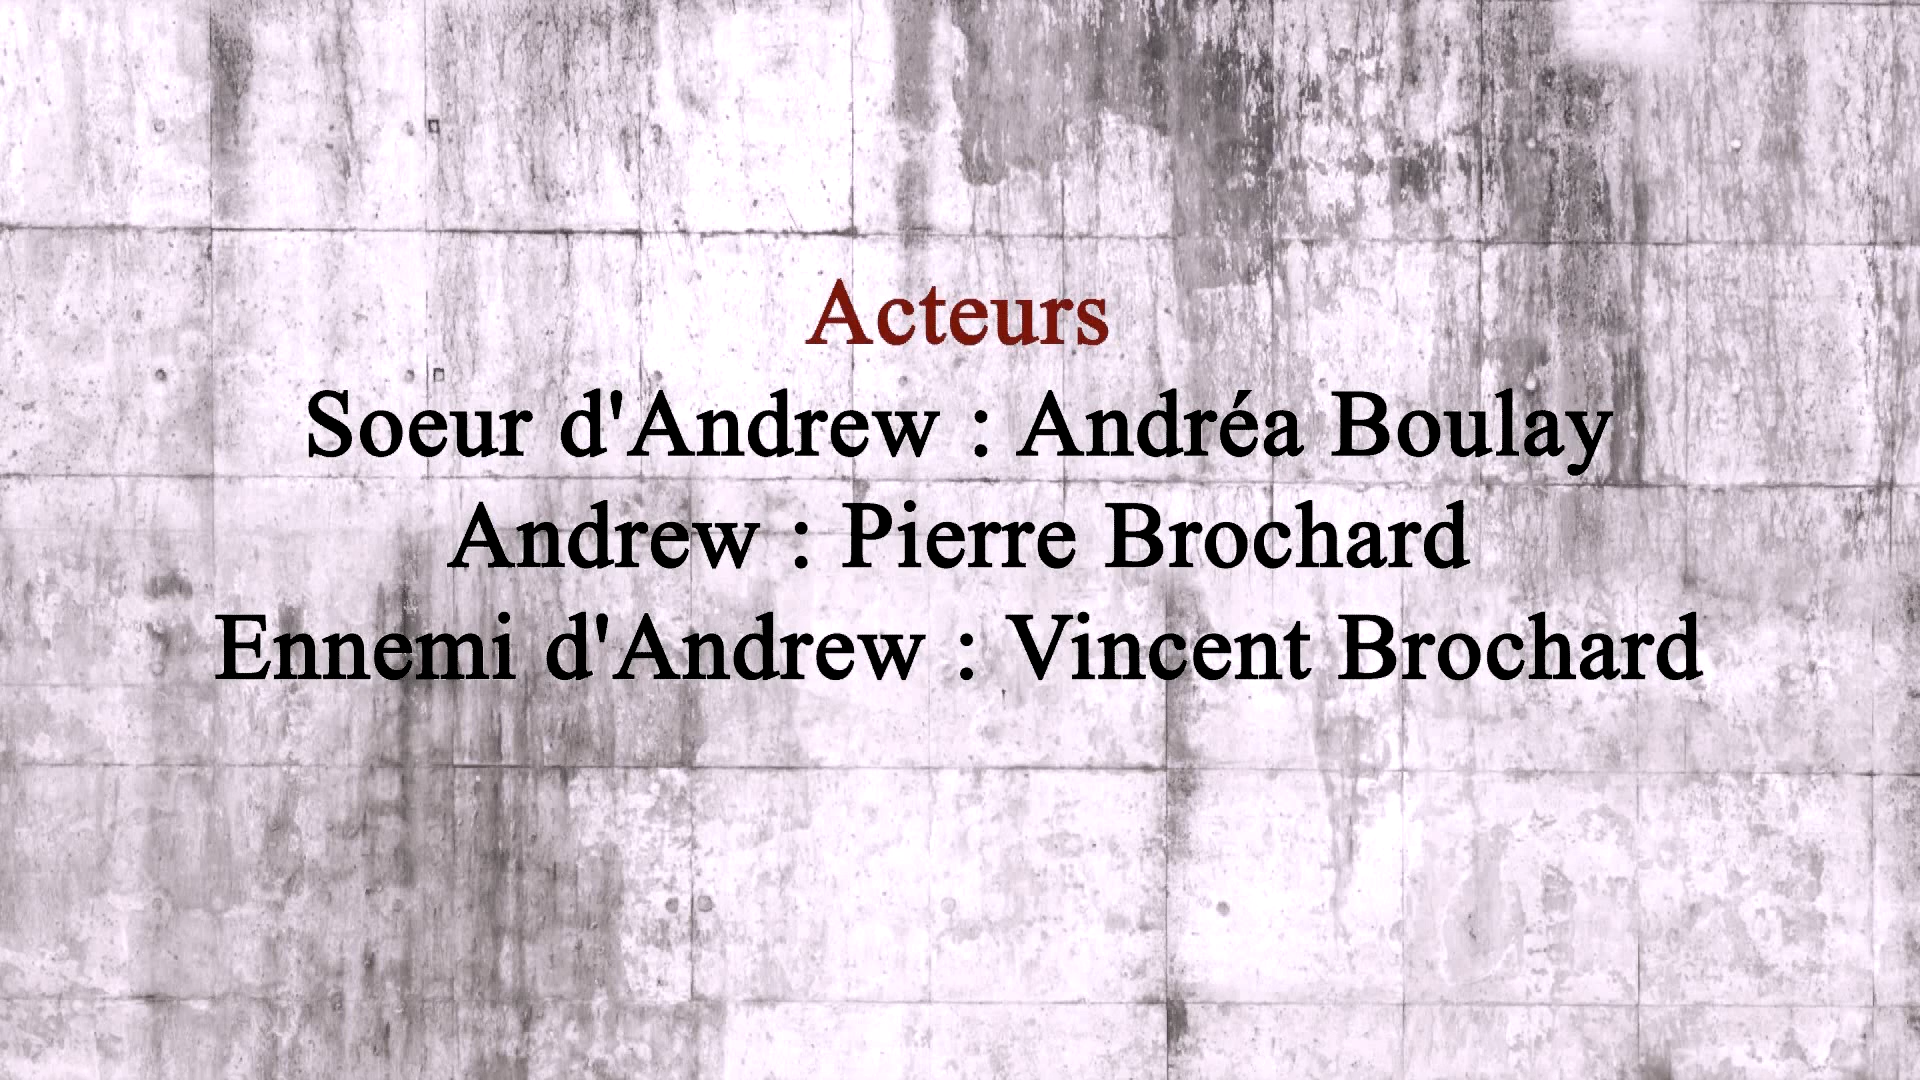 Acteurs
Soeur d'Andrew : Andréa Boulay
Andrew : Pierre Brochard
Ennemi d'Andrew : Vincent Brochard